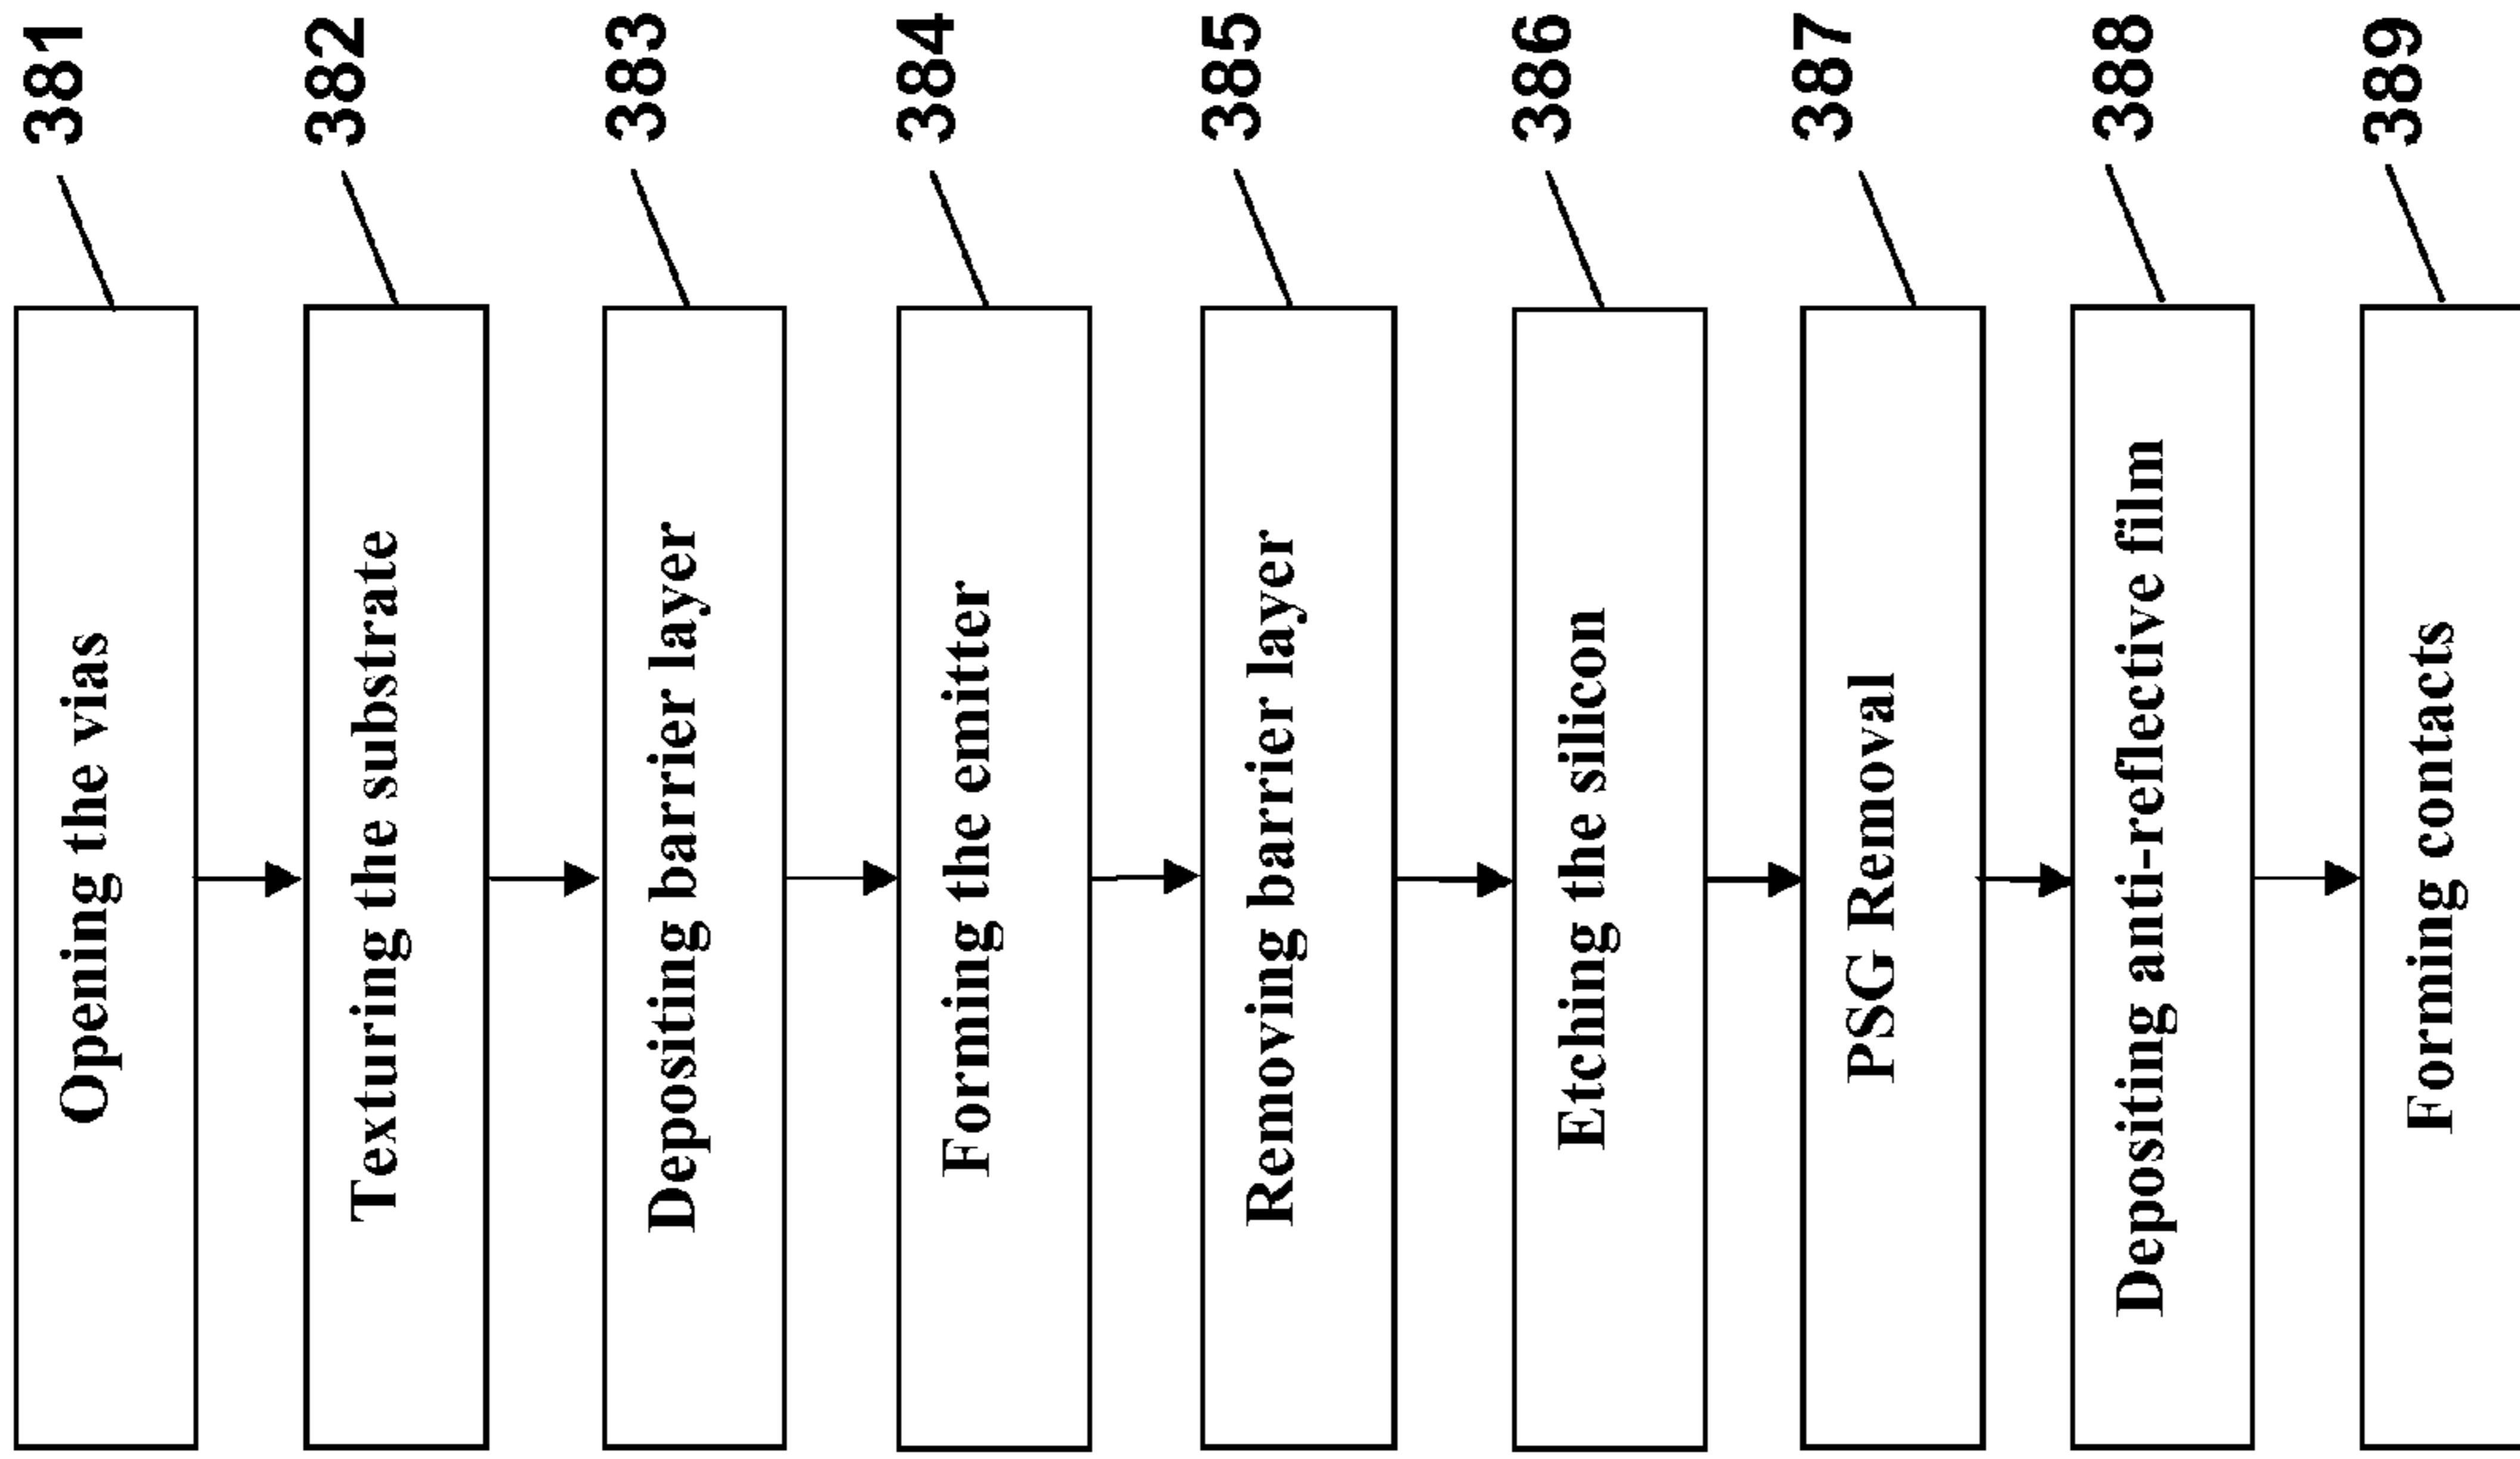 Opening the vias
381
Texturing the substrate
382
Depositing barrier layer
383
Forming the emitter
384
Removing barrier layer
385
Etching the silicon
386
PSG Removal
387
Depositing anti-reflective film
388
Forming contacts
389